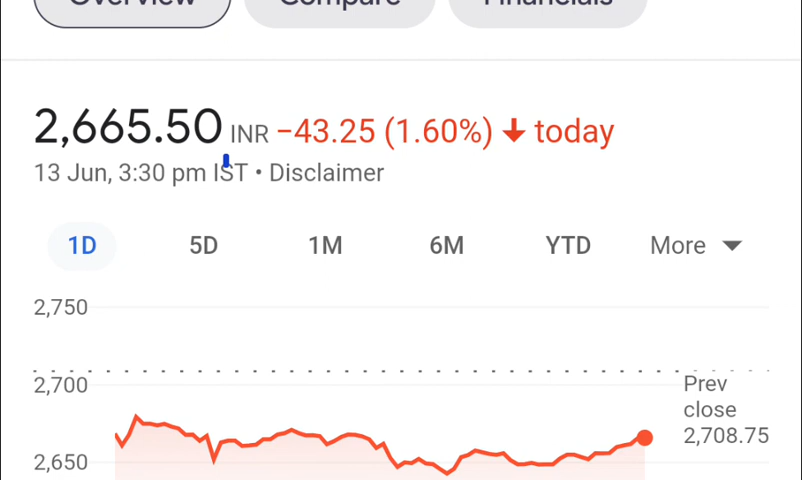 Overview Compare Financials
2,665.50 INR −43.25 (1.60%) ↓ today
13 Jun, 3:30 pm IST • Disclaimer
1D 5D 1M 6M YTD More
2,750
2,700
Prev
close
2,708.75
2,650